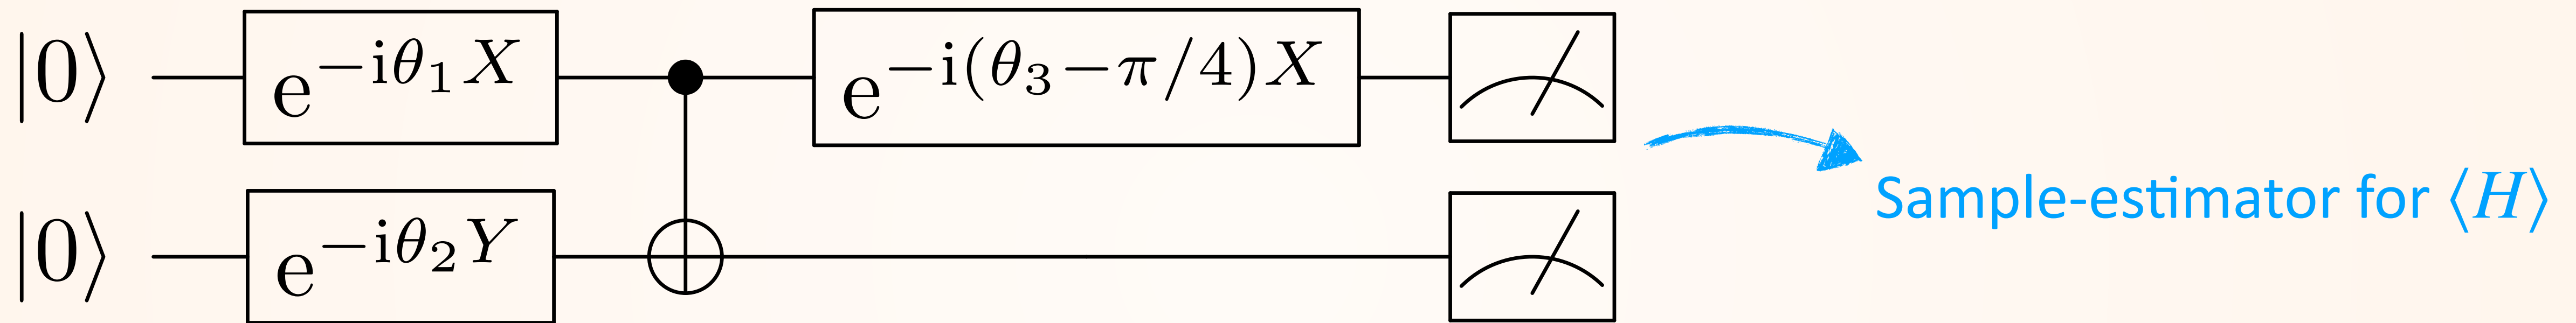 |0⟩ e^{−iθ₁X} e^{−i(θ₃−π/4)X}
|0⟩ e^{−iθ₂Y} Sample-estimator for ⟨H⟩